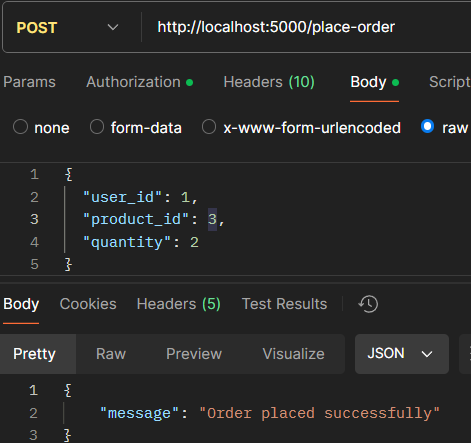 POST http://localhost:5000/place-order
Params Authorization Headers (10) Body Script
none form-data x-www-form-urlencoded raw
1 {
2 "user_id": 1,
3 "product_id": 3,
4 "quantity": 2
5 }
Body Cookies Headers (5) Test Results
Pretty Raw Preview Visualize JSON
1 {
2 "message": "Order placed successfully"
3 }